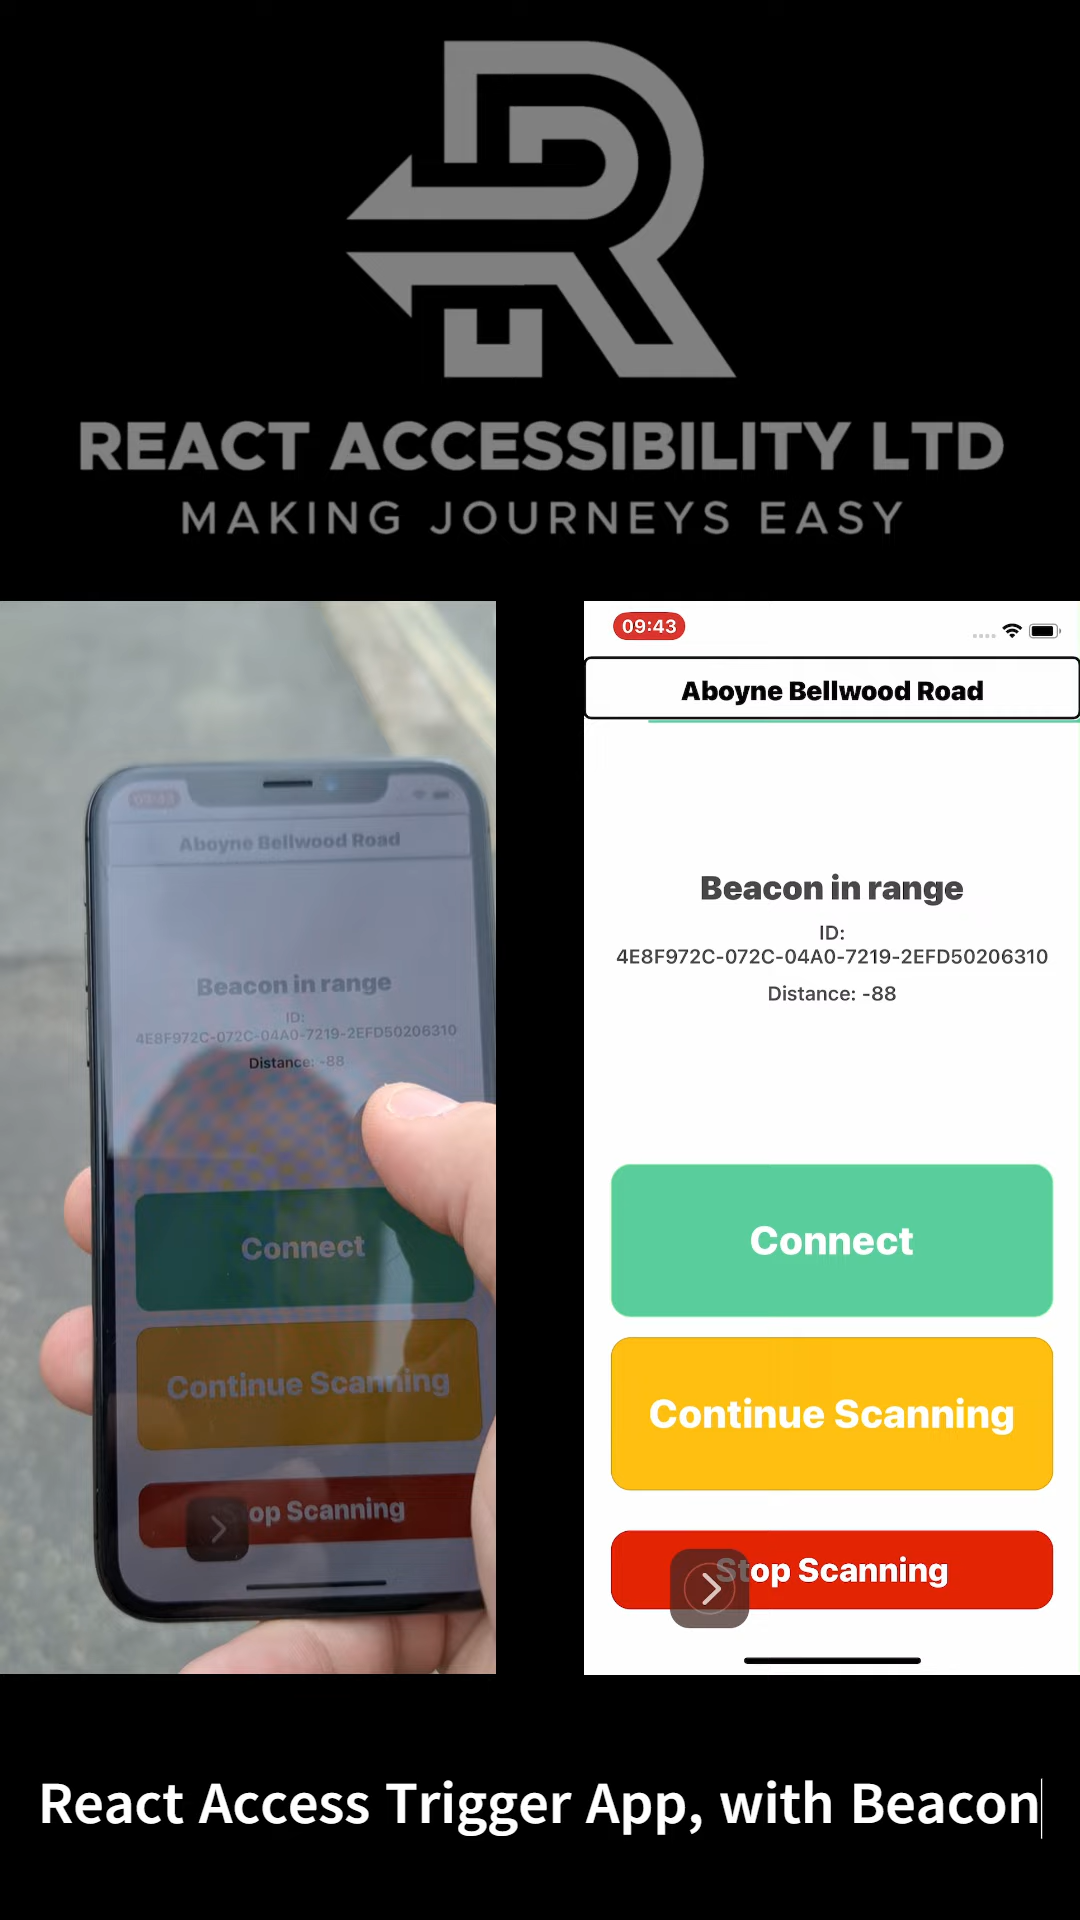 REACT ACCESSIBILITY LTD
MAKING JOURNEYS EASY
09:43
Aboyne Bellwood Road
Beacon in range
ID:
4E8F972C-072C-04A0-7219-2EFD50206310
Distance: -88
Connect
Continue Scanning
op Scanning
09:43
Aboyne Bellwood Road
Beacon in range
ID:
4E8F972C-072C-04A0-7219-2EFD50206310
Distance: -88
Connect
Continue Scanning
Stop Scanning
React Access Trigger App, with Beacon